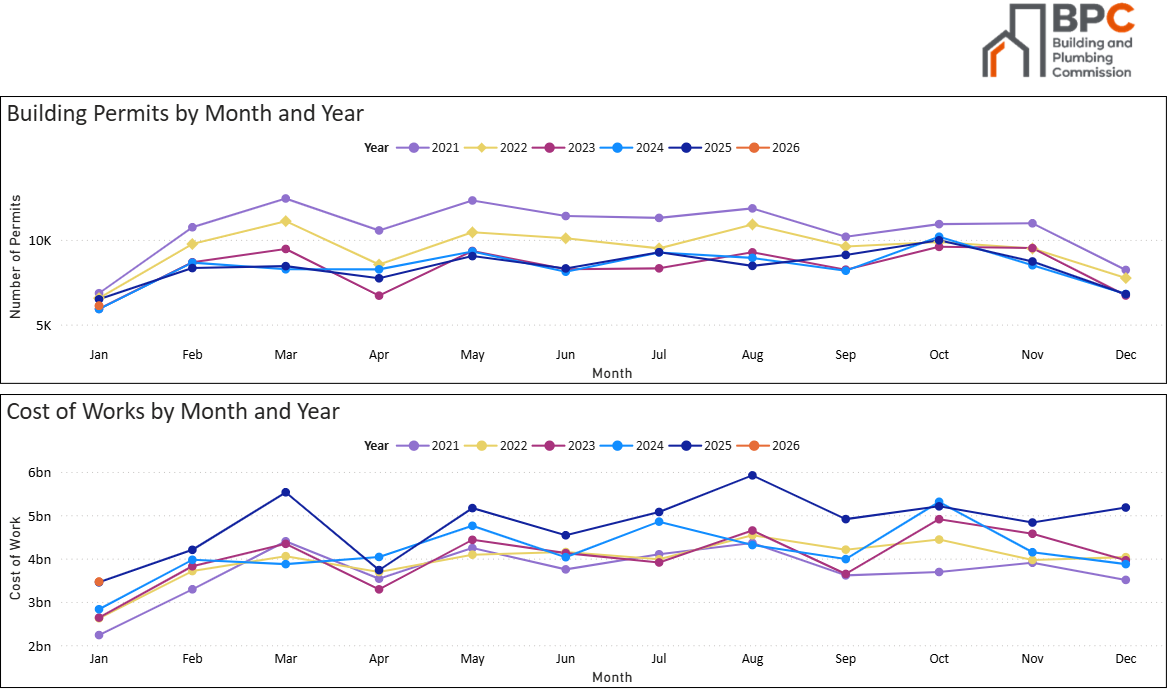 BPC
Building and
Plumbing
Commission
Building Permits by Month and Year
Year 2021 2022 2023 2024 2025 2026
Number of Permits
10K
5K
Jan Feb Mar Apr May Jun Jul Aug Sep Oct Nov Dec
Month
Cost of Works by Month and Year
Year 2021 2022 2023 2024 2025 2026
Cost of Work
6bn
5bn
4bn
3bn
2bn
Jan Feb Mar Apr May Jun Jul Aug Sep Oct Nov Dec
Month